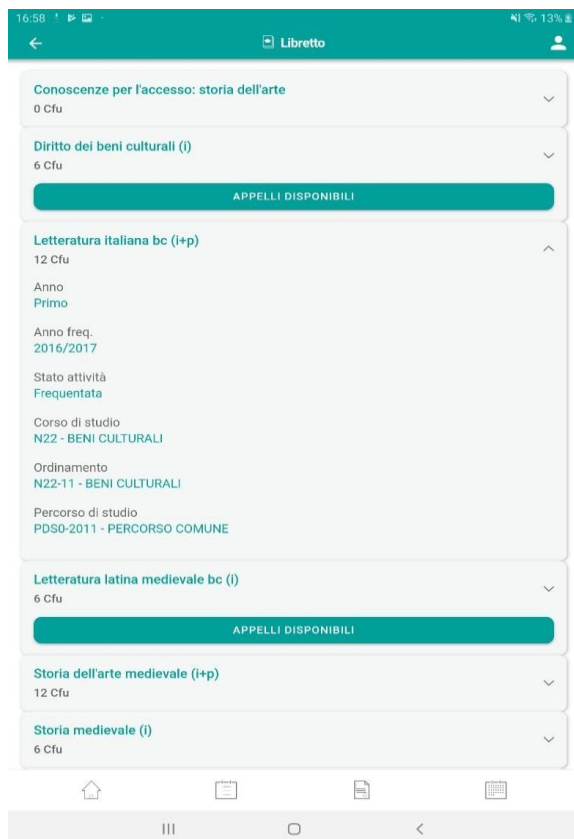 16:58
13%
Libretto
Conoscenze per l'accesso: storia dell'arte
0 Cfu
Diritto dei beni culturali (i)
6 Cfu
APPELLI DISPONIBILI
Letteratura italiana bc (i+p)
12 Cfu
Anno
Primo
Anno freq.
2016/2017
Stato attività
Frequentata
Corso di studio
N22 - BENI CULTURALI
Ordinamento
N22-11 - BENI CULTURALI
Percorso di studio
PDS0-2011 - PERCORSO COMUNE
Letteratura latina medievale bc (i)
6 Cfu
APPELLI DISPONIBILI
Storia dell'arte medievale (i+p)
12 Cfu
Storia medievale (i)
6 Cfu